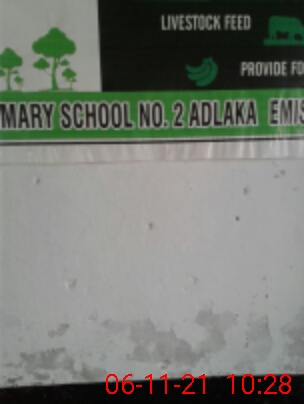 LIVESTOCK FEED
PROVIDE FO
MARY SCHOOL NO. 2 ADLAKA EMIS
06-11-21 10:28